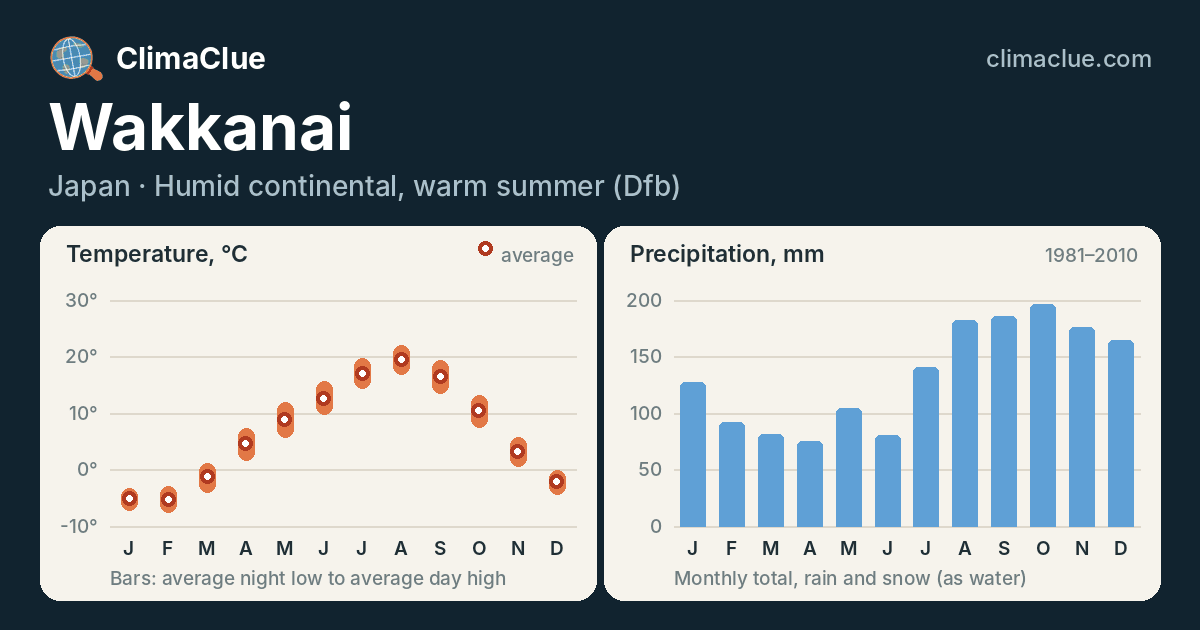 ClimaClue
climaclue.com
Wakkanai
Japan · Humid continental, warm summer (Dfb)
Temperature, °C
average
30°
20°
10°
0°
-10°
J F M A M J J A S O N D
Bars: average night low to average day high
Precipitation, mm
1981–2010
200
150
100
50
0
J F M A M J J A S O N D
Monthly total, rain and snow (as water)